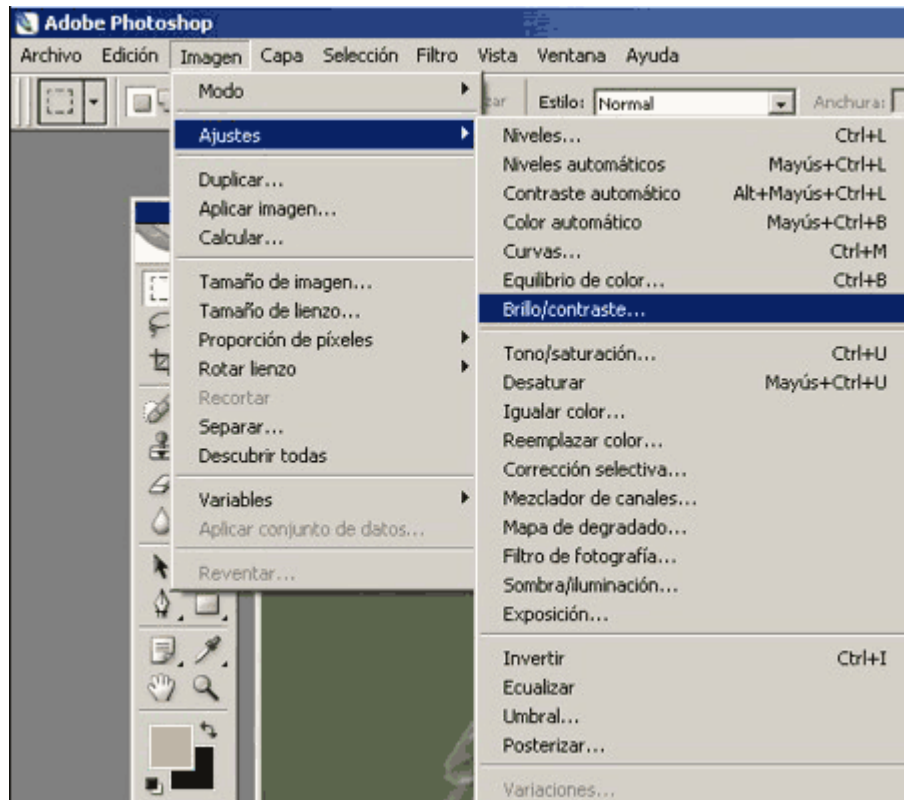 Adobe Photoshop
Archivo Edición Imagen Capa Selección Filtro Vista Ventana Ayuda
Estilo: Normal Anchura:
Modo
Ajustes
Duplicar...
Aplicar imagen...
Calcular...
Tamaño de imagen...
Tamaño de lienzo...
Proporción de píxeles
Rotar lienzo
Recortar
Separar...
Descubrir todas
Variables
Aplicar conjunto de datos...
Reventar...
Niveles... Ctrl+L
Niveles automáticos Mayús+Ctrl+L
Contraste automático Alt+Mayús+Ctrl+L
Color automático Mayús+Ctrl+B
Curvas... Ctrl+M
Equilibrio de color... Ctrl+B
Brillo/contraste...
Tono/saturación... Ctrl+U
Desaturar Mayús+Ctrl+U
Igualar color...
Reemplazar color...
Corrección selectiva...
Mezclador de canales...
Mapa de degradado...
Filtro de fotografía...
Sombra/iluminación...
Exposición...
Invertir Ctrl+I
Ecualizar
Umbral...
Posterizar...
Variaciones...